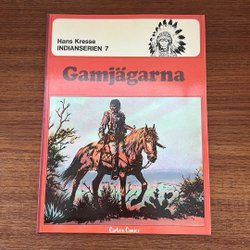 Hans Kresse
INDIANSERIEN 7
Gamjägarna
Carlsen Comics